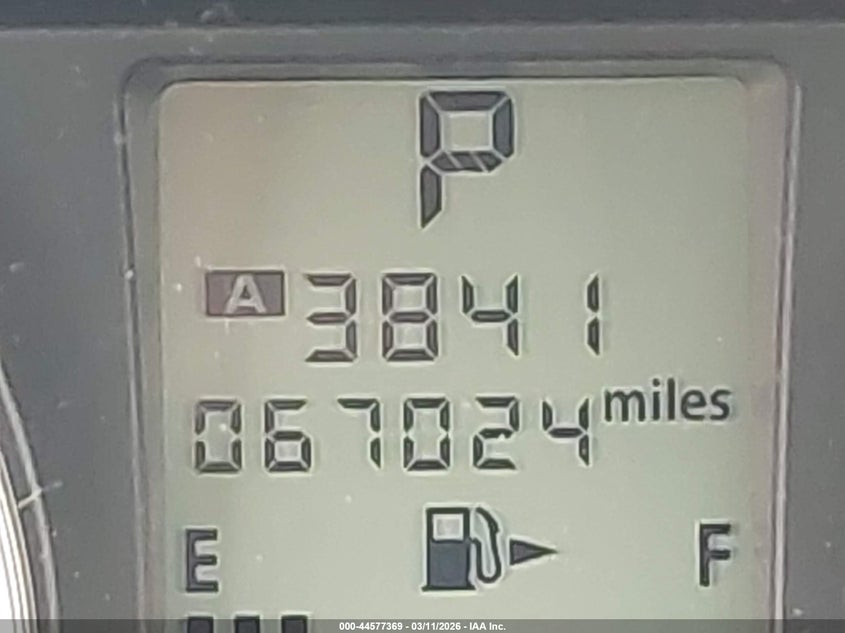 P
A 3841
067024 miles
E F
000-44577369 - 03/11/2026 - IAA Inc.